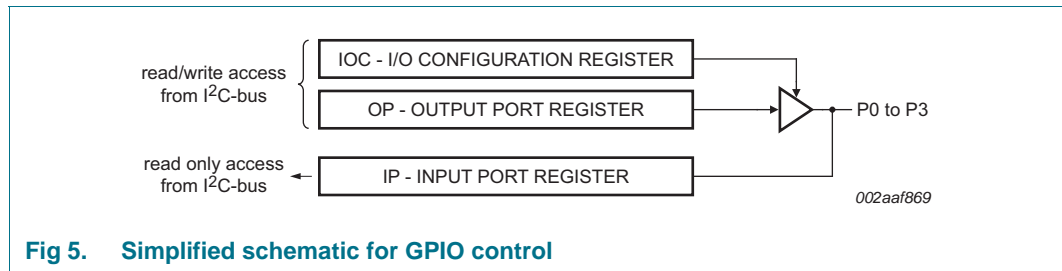 IOC - I/O CONFIGURATION REGISTER
read/write access
from I2C-bus
OP - OUTPUT PORT REGISTER
P0 to P3
read only access
from I2C-bus
IP - INPUT PORT REGISTER
002aaf869
Fig 5. Simplified schematic for GPIO control